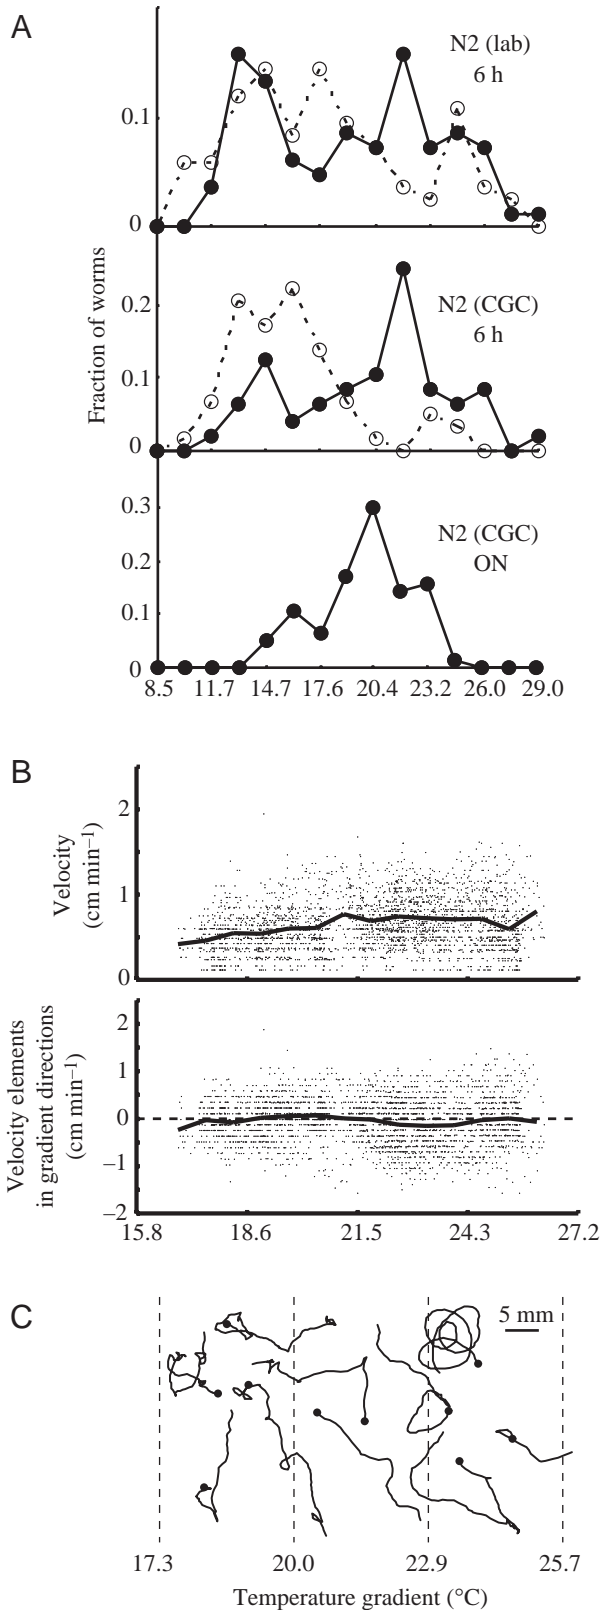 A
N2 (lab)
6 h
0.1
0
Fraction of worms
N2 (CGC)
6 h
0.2
0.1
0
N2 (CGC)
ON
0.3
0.2
0.1
0
8.5 11.7 14.7 17.6 20.4 23.2 26.0 29.0
B
Velocity
(cm min–1)
2
1
0
Velocity elements
in gradient directions
(cm min–1)
2
1
0
–1
–2
15.8 18.6 21.5 24.3 27.2
C
5 mm
17.3 20.0 22.9 25.7
Temperature gradient (°C)